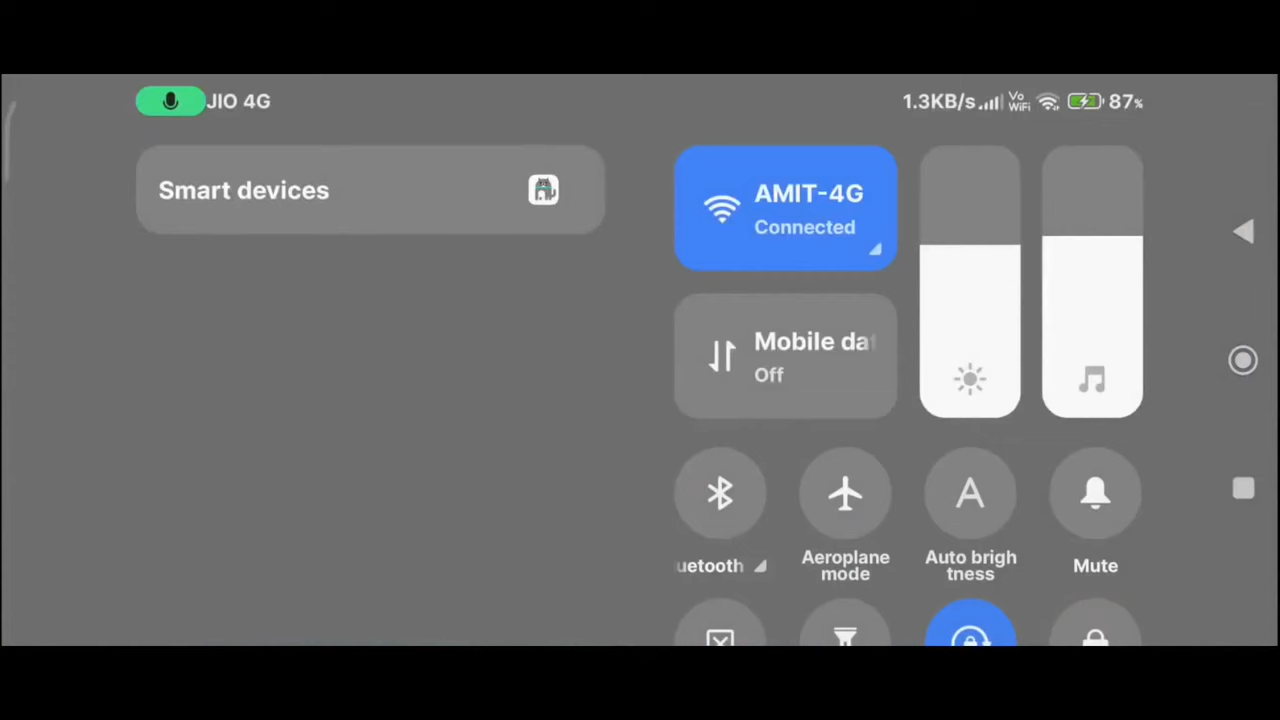 JIO 4G
1.3KB/s Vo WiFi 87%
Smart devices
AMIT-4G
Connected
Mobile da
Off
uetooth
Aeroplane
mode
Auto brigh
tness
Mute